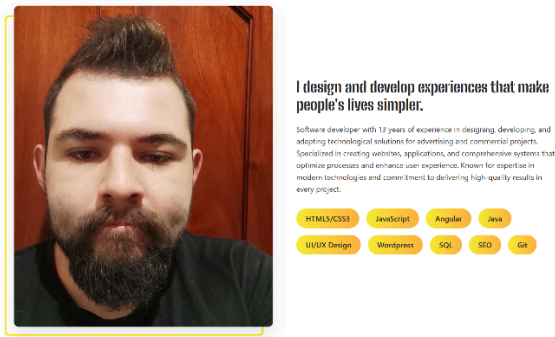 I design and develop experiences that make
people's lives simpler.
Software developer with 13 years of experience in designing, developing, and
adapting technological solutions for advertising and commercial projects.
Specialized in creating websites, applications, and comprehensive systems that
optimize processes and enhance user experience. Known for expertise in
modern technologies and commitment to delivering high-quality results in
every project.
HTML5/CSS3 JavaScript Angular Java
UI/UX Design Wordpress SQL SEO Git